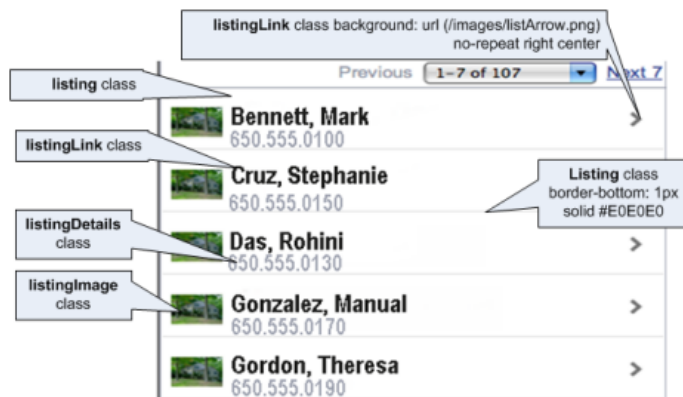 listingLink class background: url (/images/listArrow.png)
no-repeat right center
Previous 1-7 of 107 Next 7
listing class
Bennett, Mark
650.555.0100
listingLink class
Cruz, Stephanie
650.555.0150
Listing class
border-bottom: 1px
solid #E0E0E0
listingDetails
class
Das, Rohini
650.555.0130
listingImage
class
Gonzalez, Manual
650.555.0170
Gordon, Theresa
650.555.0190